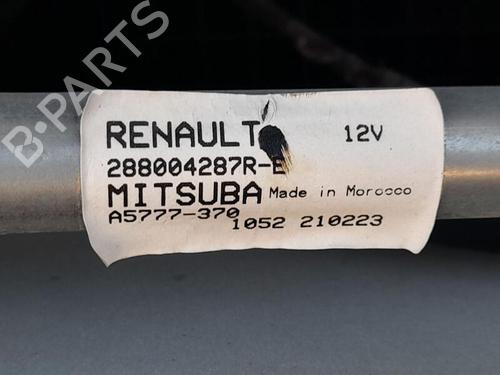 B-PARTS
RENAULT 12V
288004287R-E
MITSUBA Made in Morocco
A5777-370
1052 210223